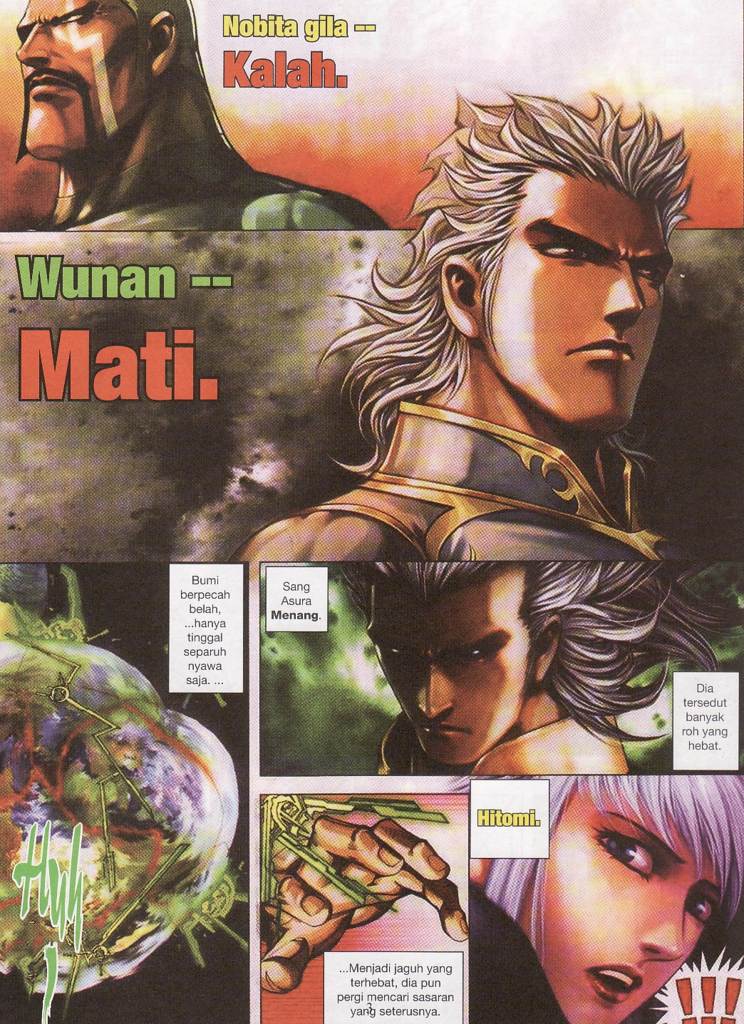 Nobita gila --
Kalah.
Wunan --
Mati.
Bumi
berpecah
belah,
...hanya
tinggal
separuh
nyawa
saja. ...
Sang
Asura
Menang.
Dia
tersedut
banyak
roh yang
hebat.
Hitomi.
...Menjadi jaguh yang
terhebat, dia pun
pergi mencari sasaran
yang seterusnya.
!!!
3